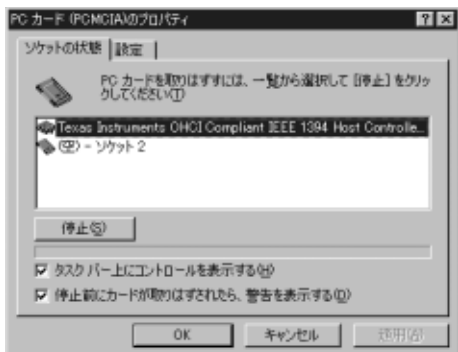 PC カード (PCMCIA)のプロパティ
ソケットの状態
設定
PC カードを取りはずすには、一覧から選択して [停止] をクリッ
クしてください(T)
Texas Instruments OHCI Compliant IEEE 1394 Host Controlle...
(空) - ソケット 2
停止(S)
タスク バー上にコントロールを表示する(H)
停止前にカードが取りはずされたら、警告を表示する(D)
OK
キャンセル
適用(A)